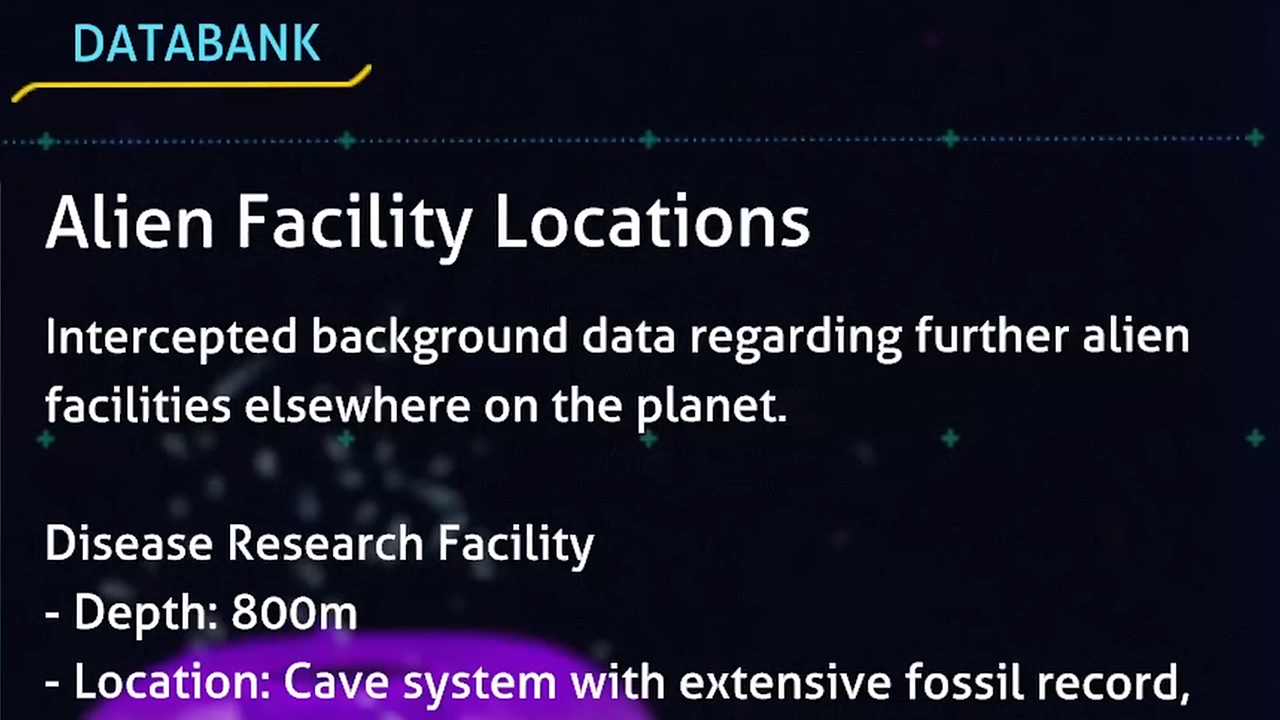 DATABANK
Alien Facility Locations
Intercepted background data regarding further alien
facilities elsewhere on the planet.
Disease Research Facility
- Depth: 800m
- Location: Cave system with extensive fossil record,